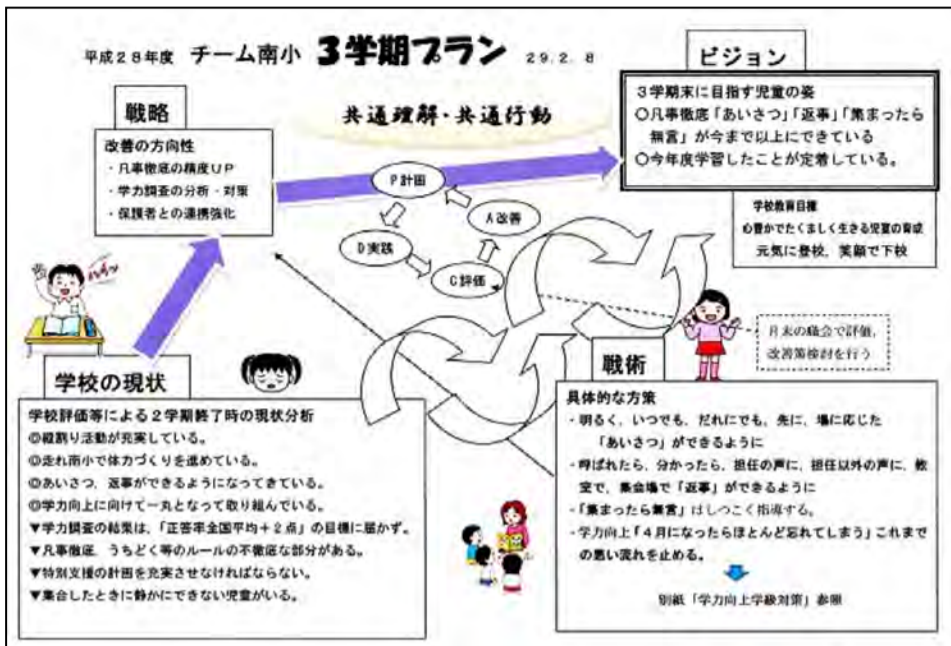 平成28年度 チーム南小 3学期プラン 29.2.8
共通理解・共通行動
ビジョン
3学期末に目指す児童の姿
○凡事徹底「あいさつ」「返事」「集まったら
無言」が今まで以上にできている
○今年度学習したことが定着している。
学校教育目標
心豊かでたくましく生きる児童の育成
元気に登校、笑顔で下校
戦略
改善の方向性
・凡事徹底の精度UP
・学力調査の分析・対策
・保護者との連携強化
P計画
A改善
D実践
C評価
月末の職会で評価、
改善策検討を行う
学校の現状
学校評価等による2学期終了時の現状分析
◎縦割り活動が充実している。
◎走れ南小で体力づくりを進めている。
◎あいさつ、返事ができるようになってきている。
◎学力向上に向けて一丸となって取り組んでいる。
▼学力調査の結果は、「正答率全国平均+2点」の目標に届かず。
▼凡事徹底、うちどく等のルールの不徹底な部分がある。
▼特別支援の計画を充実させなければならない。
▼集合したときに静かにできない児童がいる。
戦術
具体的な方策
・明るく、いつでも、だれにでも、先に、場に応じた
「あいさつ」ができるように
・呼ばれたら、分かったら、担任の声に、担任以外の声に、教
室で、集会場で「返事」ができるように
・「集まったら無言」はしつこく指導する。
・学力向上「4月になったらほとんど忘れてしまう」これまで
の悪い流れを止める。
別紙「学力向上学級対策」参照